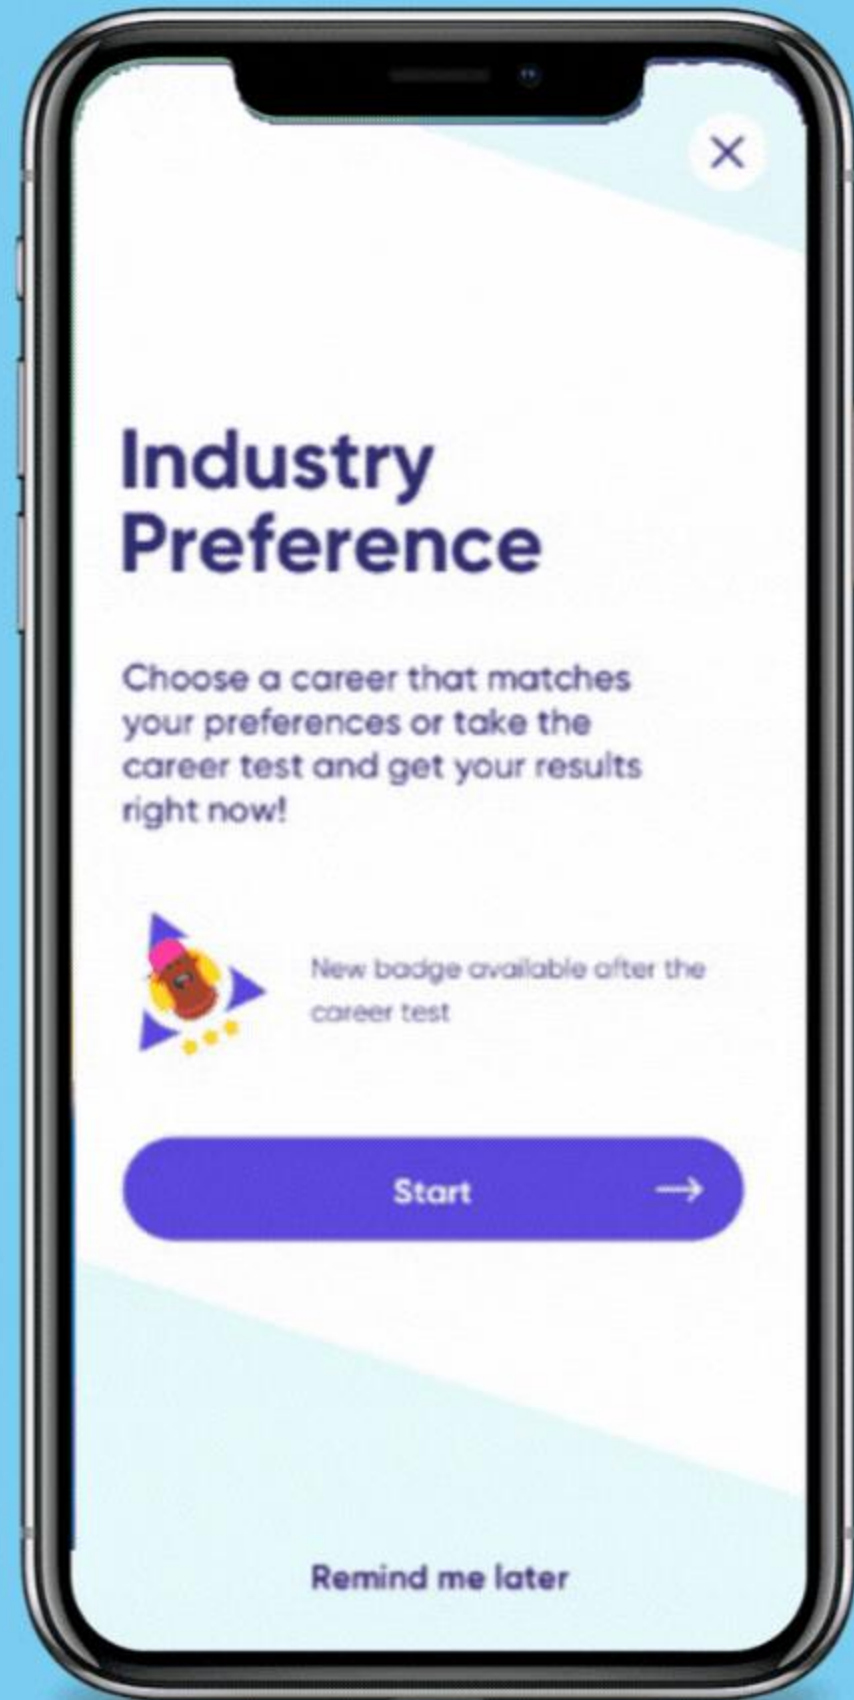 Industry
Preference
Choose a career that matches
your preferences or take the
career test and get your results
right now!
New badge available after the
career test
Start
Remind me later